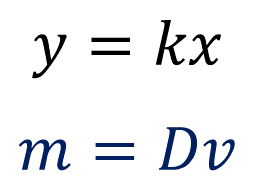 y = kx
m = Dv